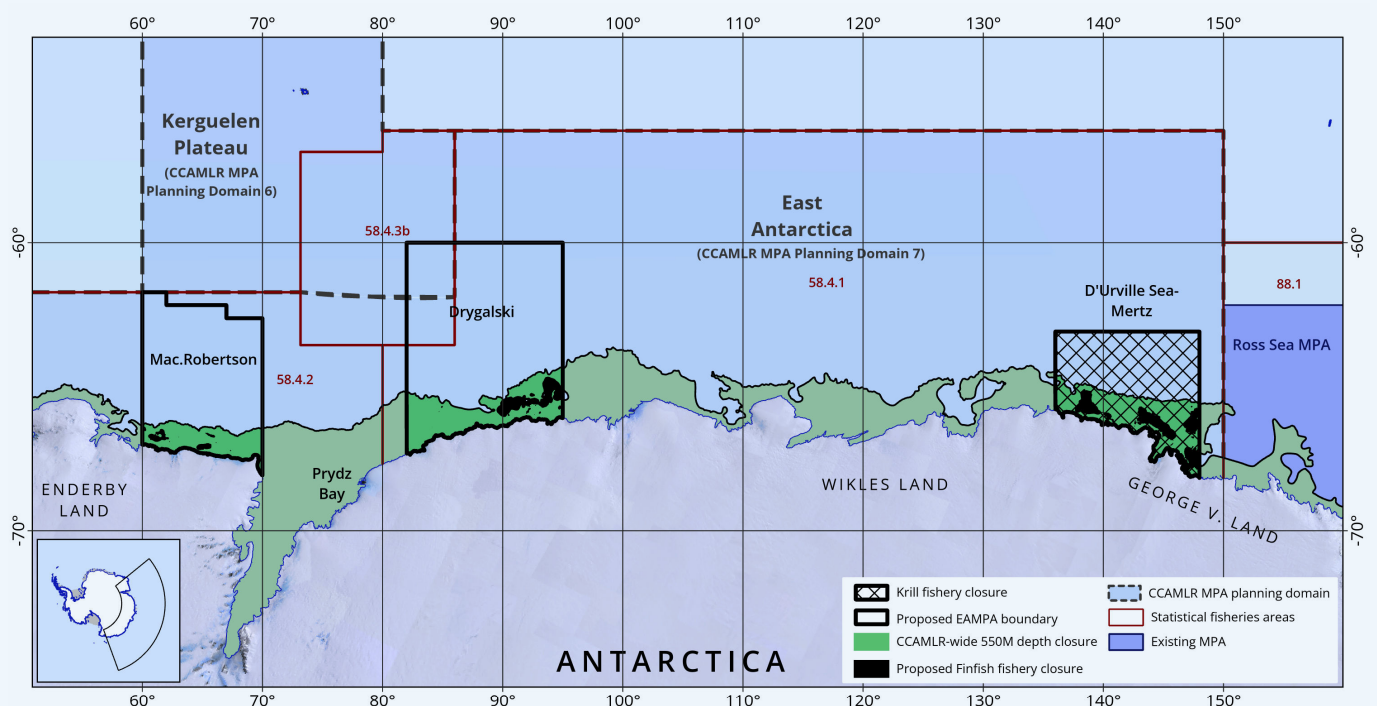 60° 70° 80° 90° 100° 110° 120° 130° 140° 150°
Kerguelen
Plateau
(CCAMLR MPA
Planning Domain 6)
East
Antarctica
(CCAMLR MPA Planning Domain 7)
58.4.3b
-60°
-60°
58.4.1
88.1
D'Urville Sea-
Mertz
Drygalski
Ross Sea MPA
Mac.Robertson
58.4.2
Prydz
Bay
ENDERBY
LAND
WIKLES LAND
GEORGE V. LAND
-70°
-70°
ANTARCTICA
Krill fishery closure
Proposed EAMPA boundary
CCAMLR-wide 550M depth closure
Proposed Finfish fishery closure
CCAMLR MPA planning domain
Statistical fisheries areas
Existing MPA
60° 70° 80° 90° 100° 110° 120° 130° 140° 150°